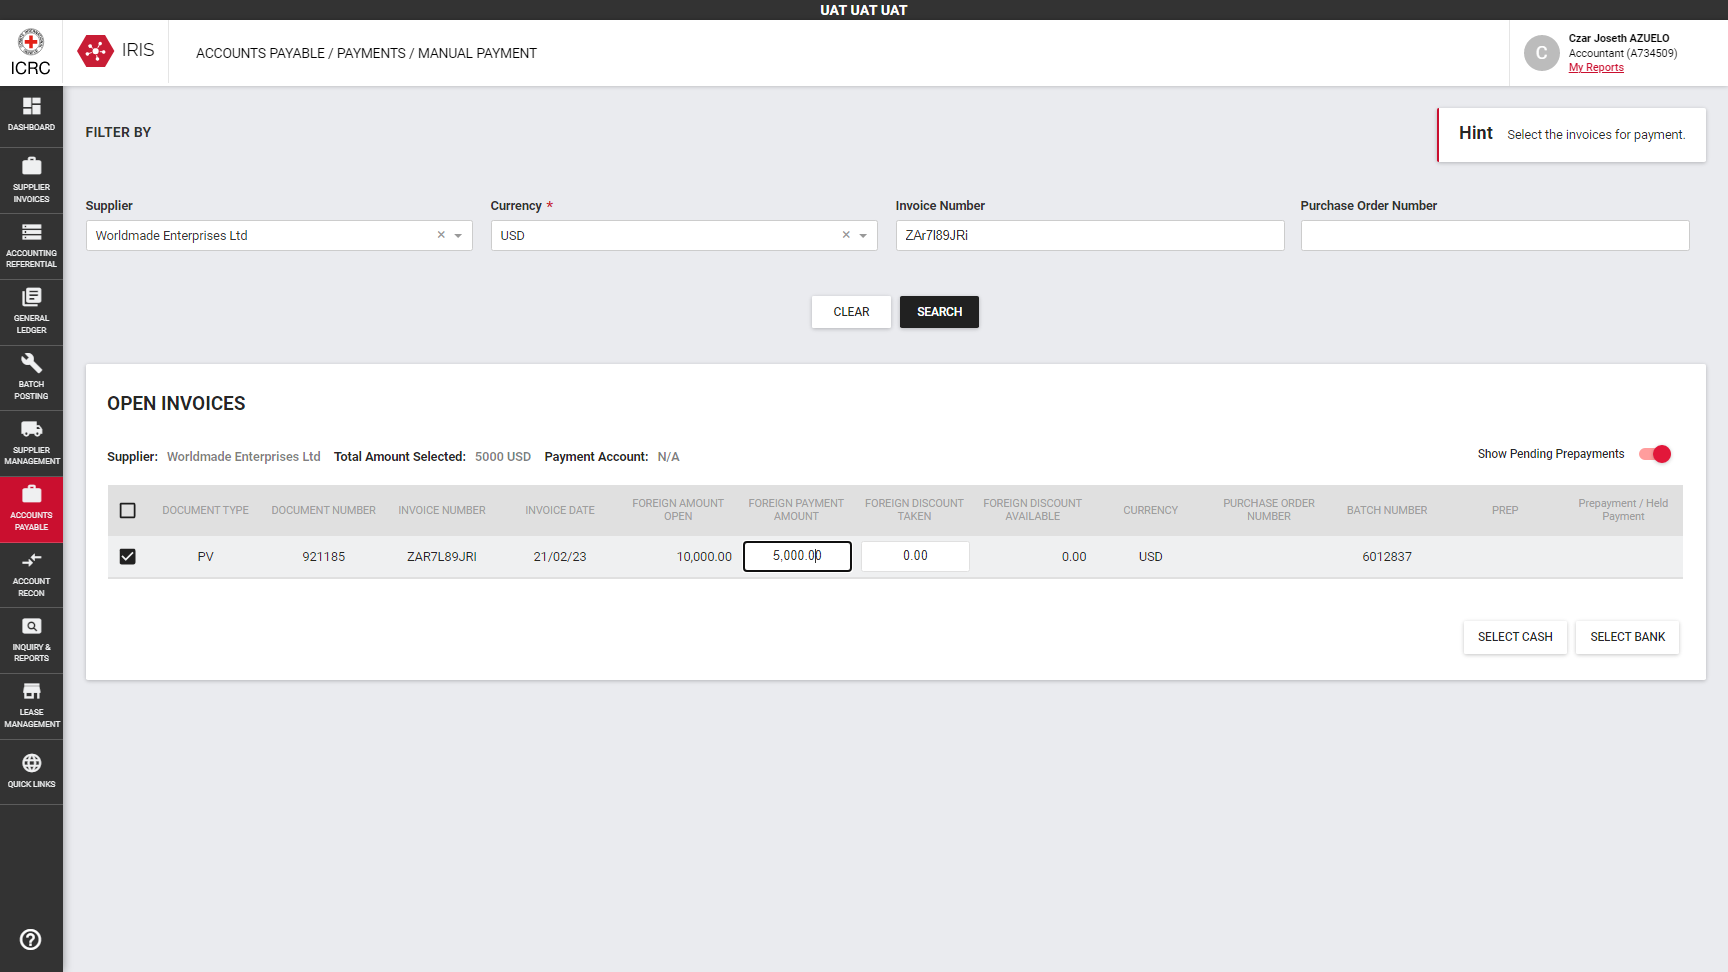 UAT UAT UAT
ICRC
IRIS
ACCOUNTS PAYABLE / PAYMENTS / MANUAL PAYMENT
C
Czar Joseth AZUELO
Accountant (A734509)
My Reports
DASHBOARD
SUPPLIER
INVOICES
ACCOUNTING
REFERENTIAL
GENERAL
LEDGER
BATCH
POSTING
SUPPLIER
MANAGEMENT
ACCOUNTS
PAYABLE
ACCOUNT
RECON
INQUIRY &
REPORTS
LEASE
MANAGEMENT
QUICK LINKS
FILTER BY
Hint Select the invoices for payment.
Supplier
Currency *
Invoice Number
Purchase Order Number
Worldmade Enterprises Ltd
USD
ZAr7l89JRi
CLEAR
SEARCH
OPEN INVOICES
Supplier: Worldmade Enterprises Ltd Total Amount Selected: 5000 USD Payment Account: N/A
Show Pending Prepayments
DOCUMENT TYPE
DOCUMENT NUMBER
INVOICE NUMBER
INVOICE DATE
FOREIGN AMOUNT
OPEN
FOREIGN PAYMENT
AMOUNT
FOREIGN DISCOUNT
TAKEN
FOREIGN DISCOUNT
AVAILABLE
CURRENCY
PURCHASE ORDER
NUMBER
BATCH NUMBER
PREP
Prepayment / Held
Payment
PV 921185 ZAR7L89JRI 21/02/23 10,000.00 5,000.00 0.00 0.00 USD 6012837
SELECT CASH
SELECT BANK